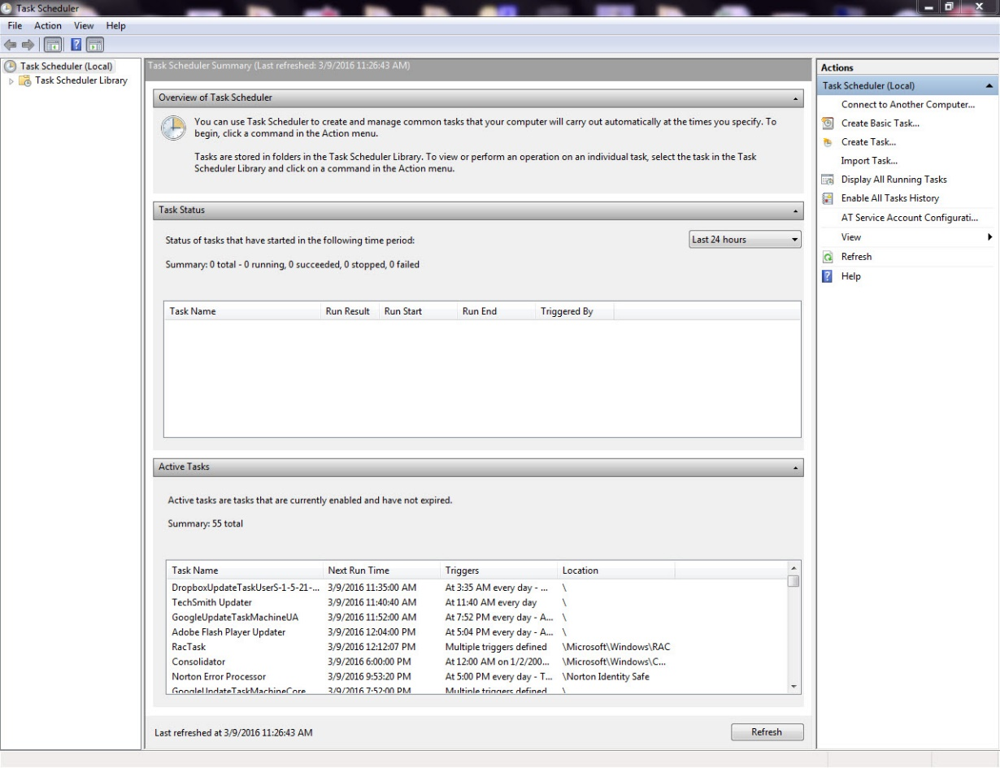 Task Scheduler
File Action View Help
Task Scheduler (Local)
Task Scheduler Library
Task Scheduler Summary (Last refreshed: 3/9/2016 11:26:43 AM)
Overview of Task Scheduler
You can use Task Scheduler to create and manage common tasks that your computer will carry out automatically at the times you specify. To
begin, click a command in the Action menu.
Tasks are stored in folders in the Task Scheduler Library. To view or perform an operation on an individual task, select the task in the Task
Scheduler Library and click on a command in the Action menu.
Task Status
Status of tasks that have started in the following time period:
Last 24 hours
Summary: 0 total - 0 running, 0 succeeded, 0 stopped, 0 failed
Task Name Run Result Run Start Run End Triggered By
Active Tasks
Active tasks are tasks that are currently enabled and have not expired.
Summary: 55 total
Task Name Next Run Time Triggers Location
DropboxUpdateTaskUserS-1-5-21-... 3/9/2016 11:35:00 AM At 3:35 AM every day - ... \
TechSmith Updater 3/9/2016 11:40:40 AM At 11:40 AM every day \
GoogleUpdateTaskMachineUA 3/9/2016 11:52:00 AM At 7:52 PM every day - A... \
Adobe Flash Player Updater 3/9/2016 12:04:00 PM At 5:04 PM every day - A... \
RacTask 3/9/2016 12:12:07 PM Multiple triggers defined \Microsoft\Windows\RAC
Consolidator 3/9/2016 6:00:00 PM At 12:00 AM on 1/2/200... \Microsoft\Windows\C...
Norton Error Processor 3/9/2016 9:53:20 PM At 5:00 PM every day - T... \Norton Identity Safe
GoogleUpdateTaskMachineCore 3/9/2016 7:52:00 PM Multiple triggers defined \
Last refreshed at 3/9/2016 11:26:43 AM
Refresh
Actions
Task Scheduler (Local)
Connect to Another Computer...
Create Basic Task...
Create Task...
Import Task...
Display All Running Tasks
Enable All Tasks History
AT Service Account Configurati...
View
Refresh
Help